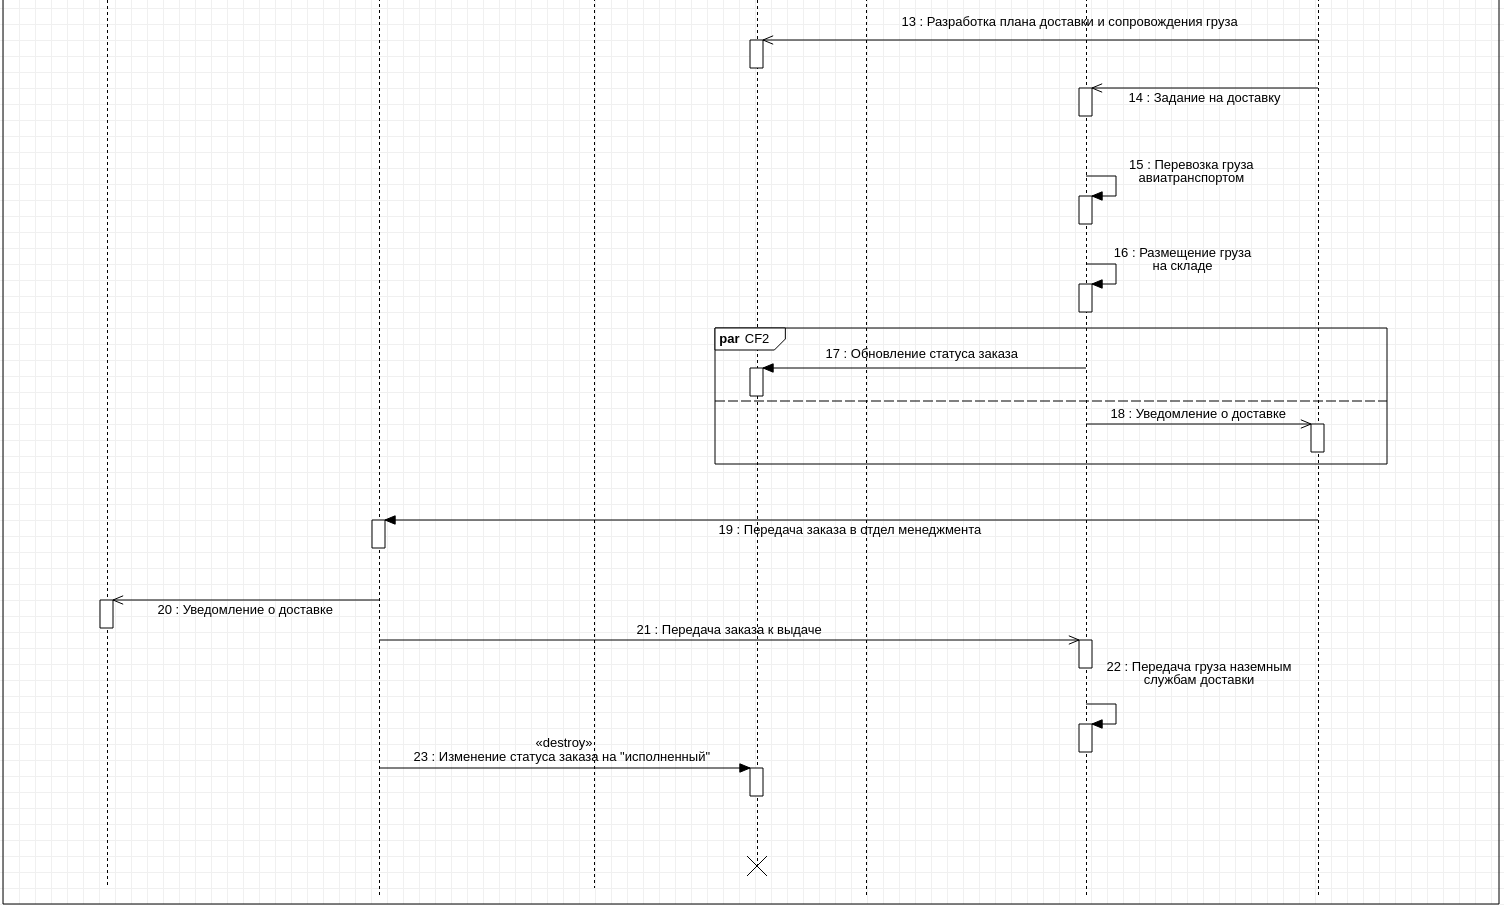 13 : Разработка плана доставки и сопровождения груза
14 : Задание на доставку
15 : Перевозка груза
авиатранспортом
16 : Размещение груза
на складе
par CF2
17 : Обновление статуса заказа
18 : Уведомление о доставке
19 : Передача заказа в отдел менеджмента
20 : Уведомление о доставке
21 : Передача заказа к выдаче
22 : Передача груза наземным
службам доставки
«destroy»
23 : Изменение статуса заказа на "исполненный"